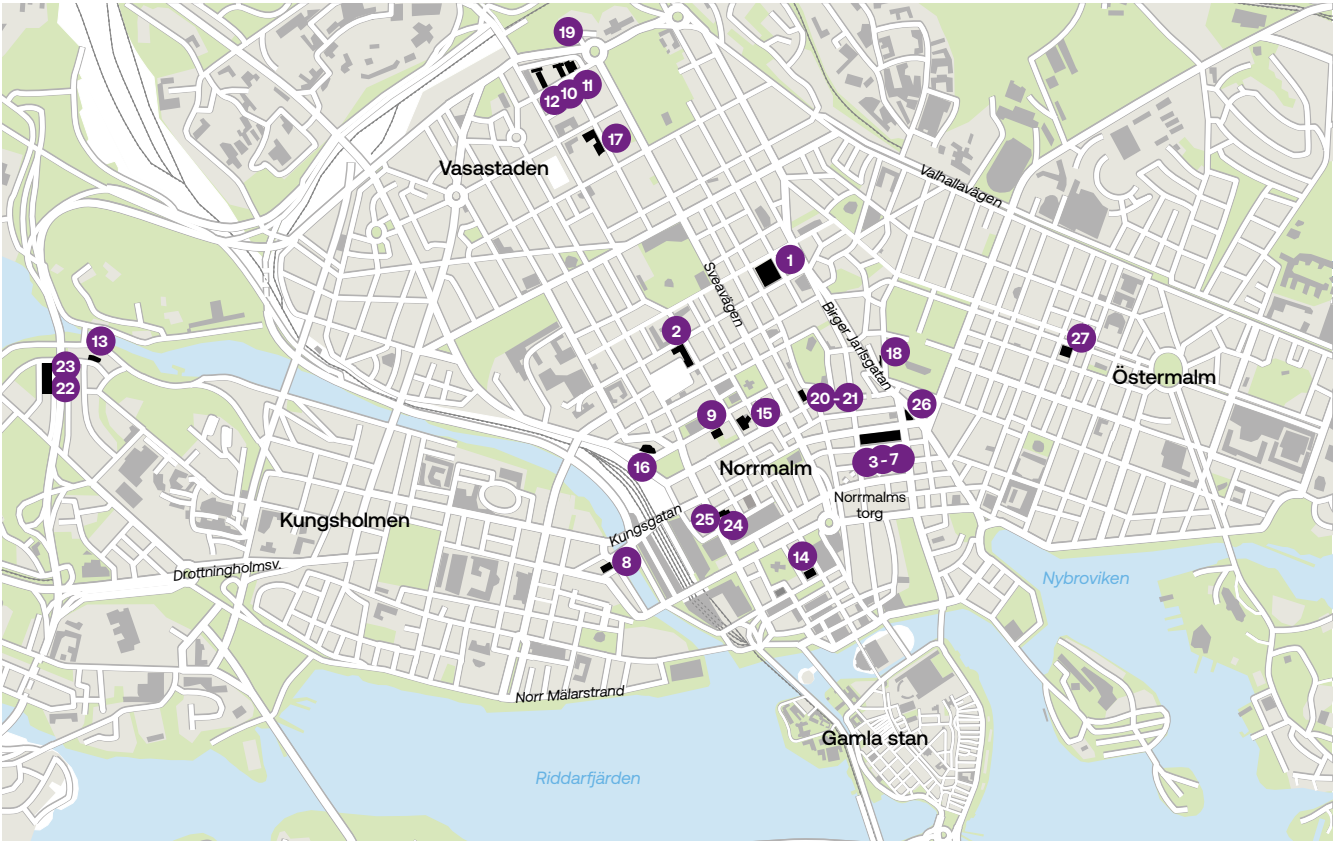 19
12
10
11
17
Vasastaden
Valhallavägen
1
Sveavägen
Birger Jarlsgatan
2
13
23
22
18
27
Östermalm
20-21
26
9
15
3-7
16
Norrmalm
Norrmalms
torg
Kungsholmen
Kungsgatan
25
24
14
8
Drottningholmsv.
Nybroviken
Norr Mälarstrand
Gamla stan
Riddarfjärden